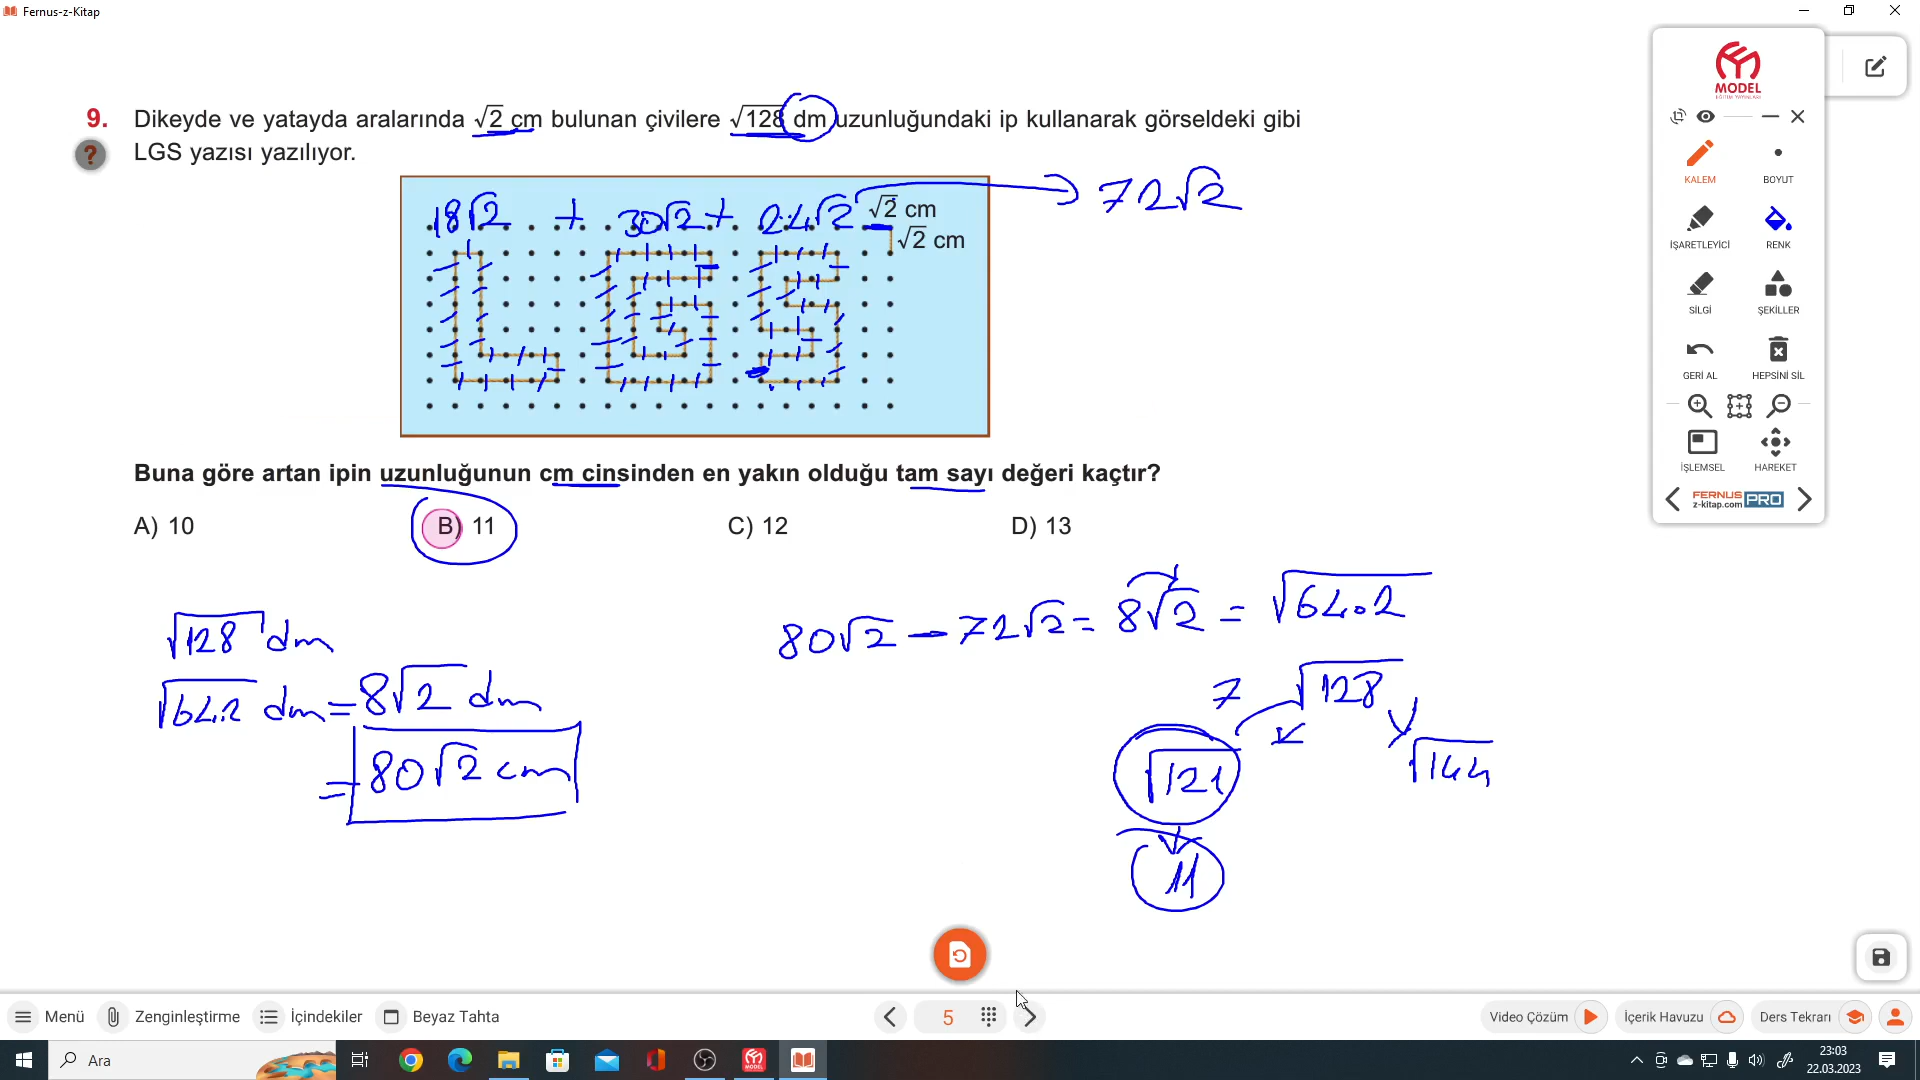 Fernus-z-Kitap
9. Dikeyde ve yatayda aralarında √2 cm bulunan çivilere √128 dm uzunluğundaki ip kullanarak görseldeki gibi
? LGS yazısı yazılıyor.
18√2 + 30√2 + 24√2 → 72√2
√2 cm
√2 cm
Buna göre artan ipin uzunluğunun cm cinsinden en yakın olduğu tam sayı değeri kaçtır?
A) 10 B) 11 C) 12 D) 13
√128 dm
√64.2 dm = 8√2 dm
= 80√2 cm
80√2 - 72√2 = 8√2 = √64.2
7 √128
√121 √144
11
MODEL
EĞİTİM YAYINLARI
KALEM BOYUT
İŞARETLEYİCİ RENK
SİLGİ ŞEKİLLER
GERİ AL HEPSİNİ SİL
İŞLEMSEL HAREKET
FERNUS PRO
z-kitap.com
Menü Zenginleştirme İçindekiler Beyaz Tahta 5 Video Çözüm İçerik Havuzu Ders Tekrarı
Ara
23:03
22.03.2023